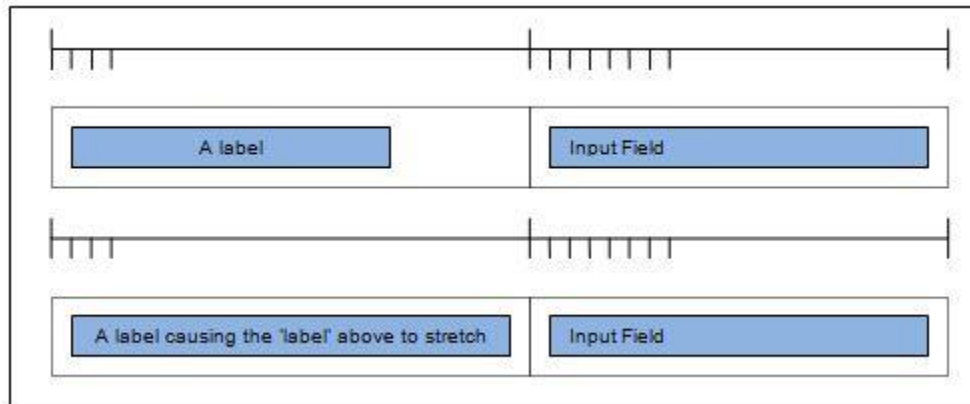 A label
Input Field
A label causing the 'label' above to stretch
Input Field